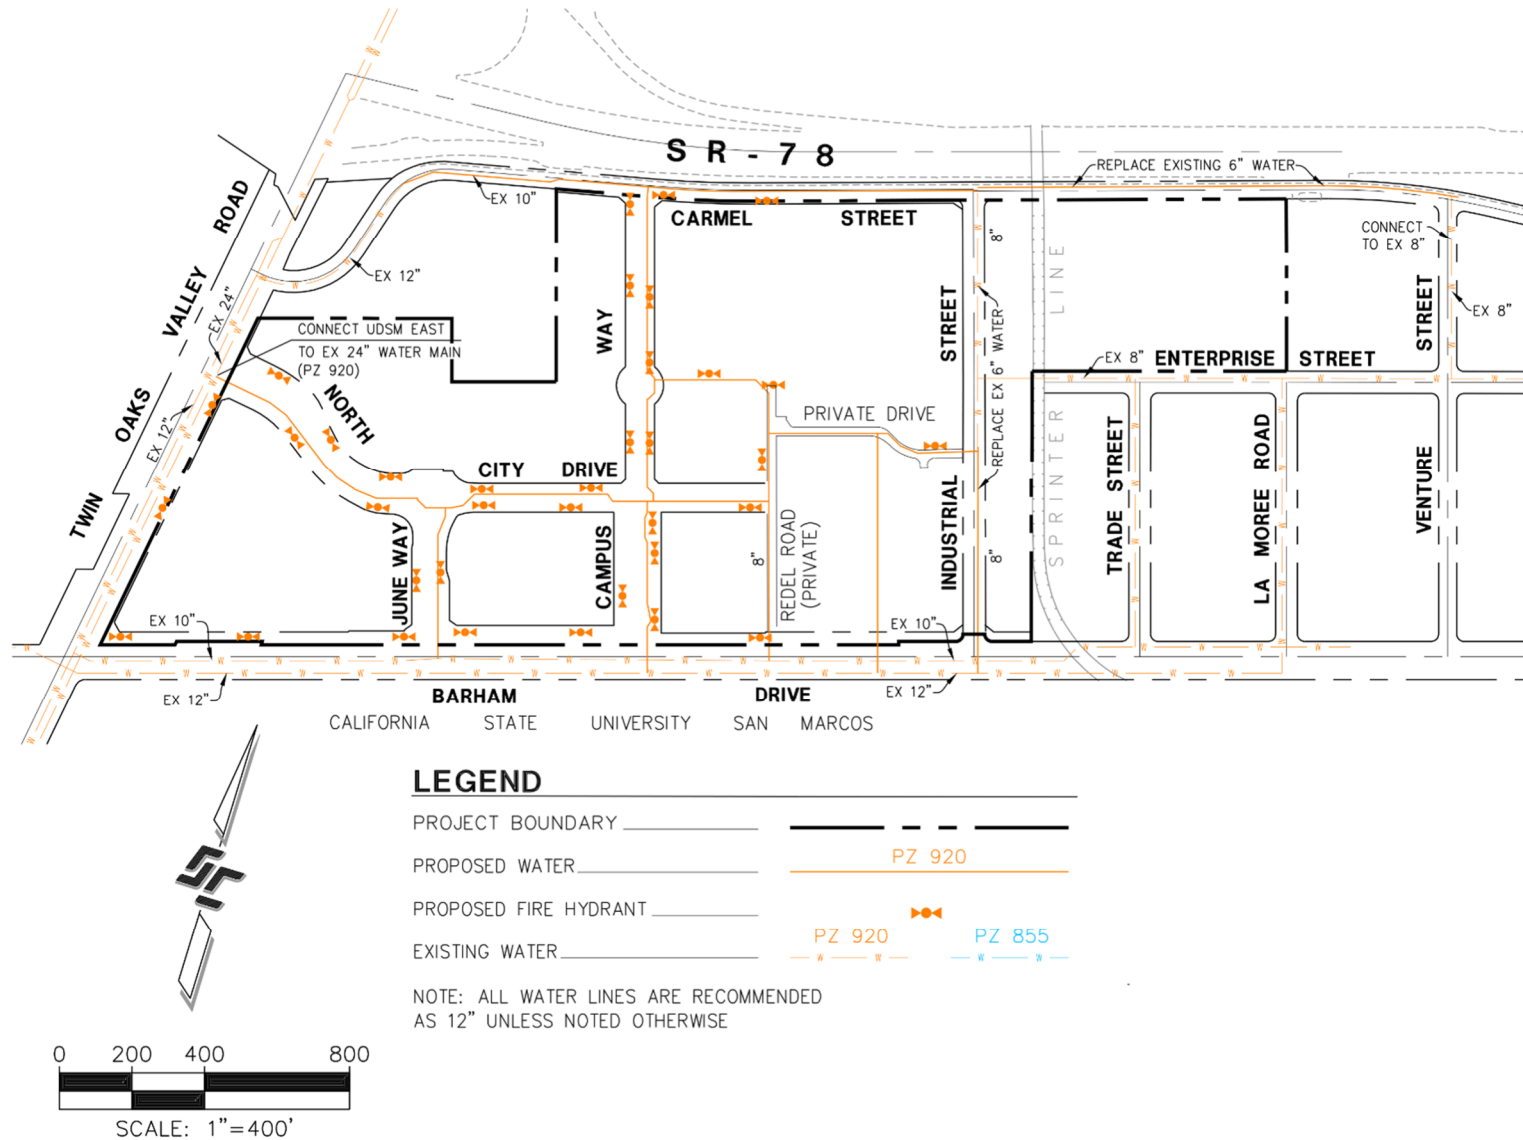 SR-78
REPLACE EXISTING 6" WATER
EX 10"
CARMEL STREET
CONNECT
TO EX 8"
8"
EX 12"
TWIN OAKS VALLEY ROAD
EX 24"
CONNECT UDSM EAST
TO EX 24" WATER MAIN
(PZ 920)
WAY
STREET
REPLACE EX 6" WATER
LINE
STREET
EX 8"
EX 8"
ENTERPRISE STREET
EX 12"
NORTH
CITY DRIVE
PRIVATE DRIVE
SPRINTER
TRADE STREET
LA MOREE ROAD
VENTURE
INDUSTRIAL
JUNE WAY
CAMPUS
8"
REDEL ROAD
(PRIVATE)
8"
EX 10"
EX 10"
EX 12"
EX 12"
BARHAM DRIVE
CALIFORNIA STATE UNIVERSITY SAN MARCOS
LEGEND
PROJECT BOUNDARY
PROPOSED WATER PZ 920
PROPOSED FIRE HYDRANT
EXISTING WATER PZ 920 PZ 855
W W W W
NOTE: ALL WATER LINES ARE RECOMMENDED
AS 12" UNLESS NOTED OTHERWISE
0 200 400 800
SCALE: 1"=400'